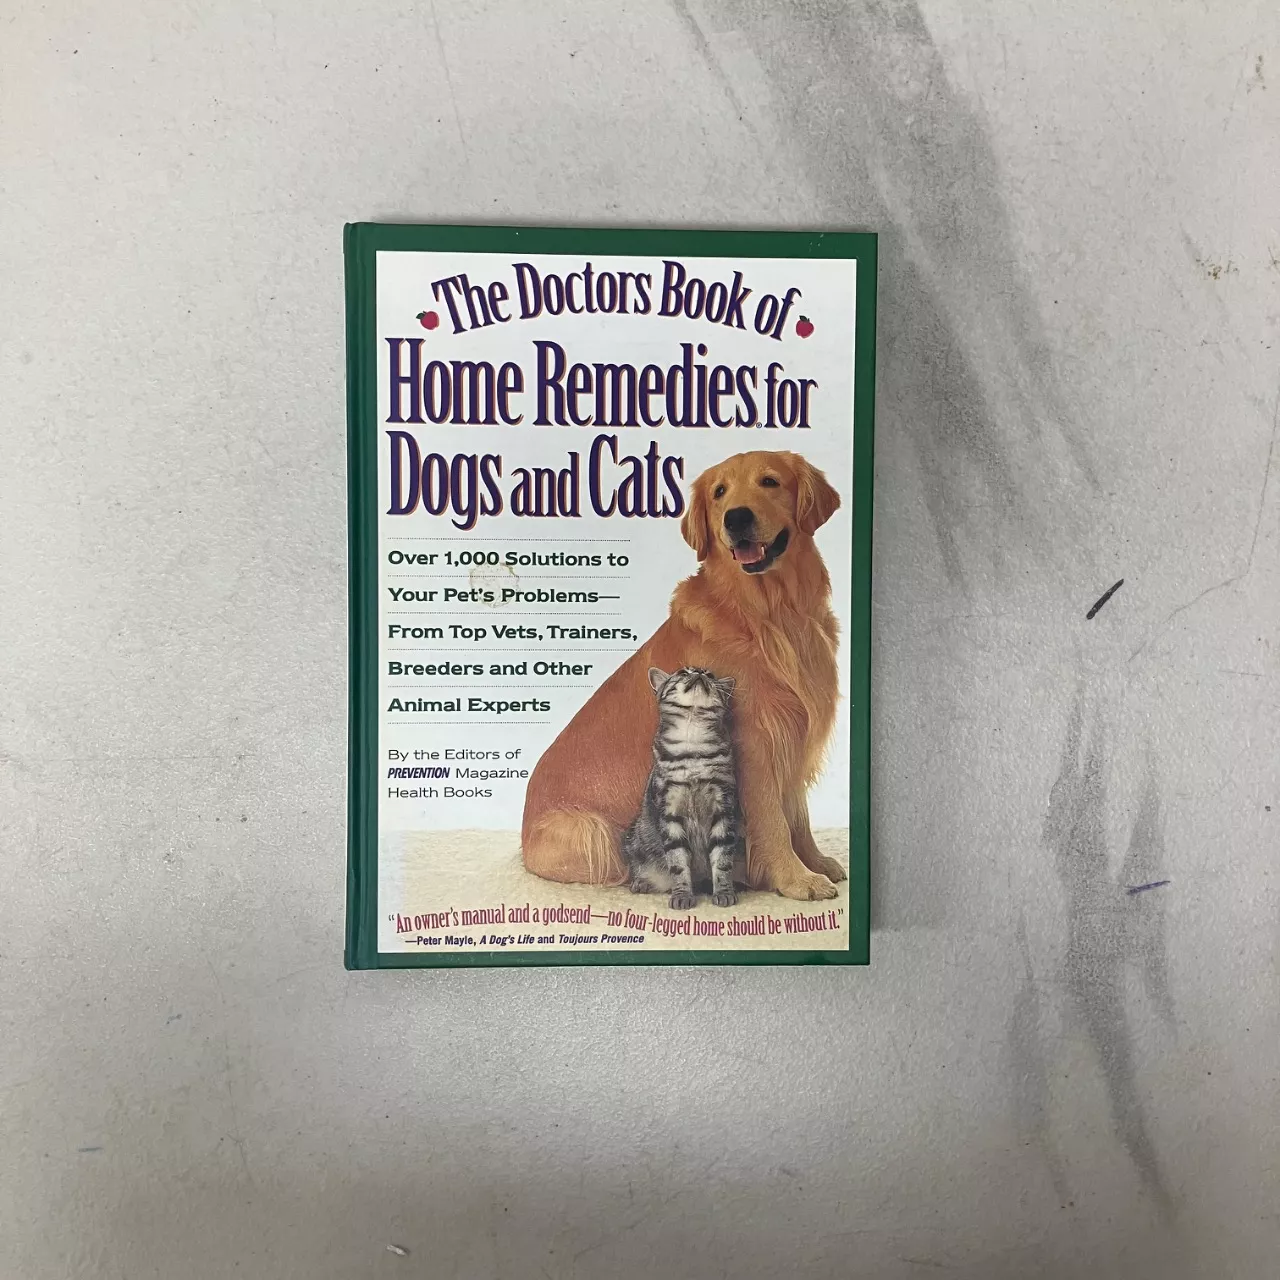 The Doctors Book of
Home Remedies® for
Dogs and Cats
Over 1,000 Solutions to
Your Pet's Problems—
From Top Vets, Trainers,
Breeders and Other
Animal Experts
By the Editors of
PREVENTION Magazine
Health Books
“An owner's manual and a godsend—no four-legged home should be without it.”
—Peter Mayle, A Dog's Life and Toujours Provence